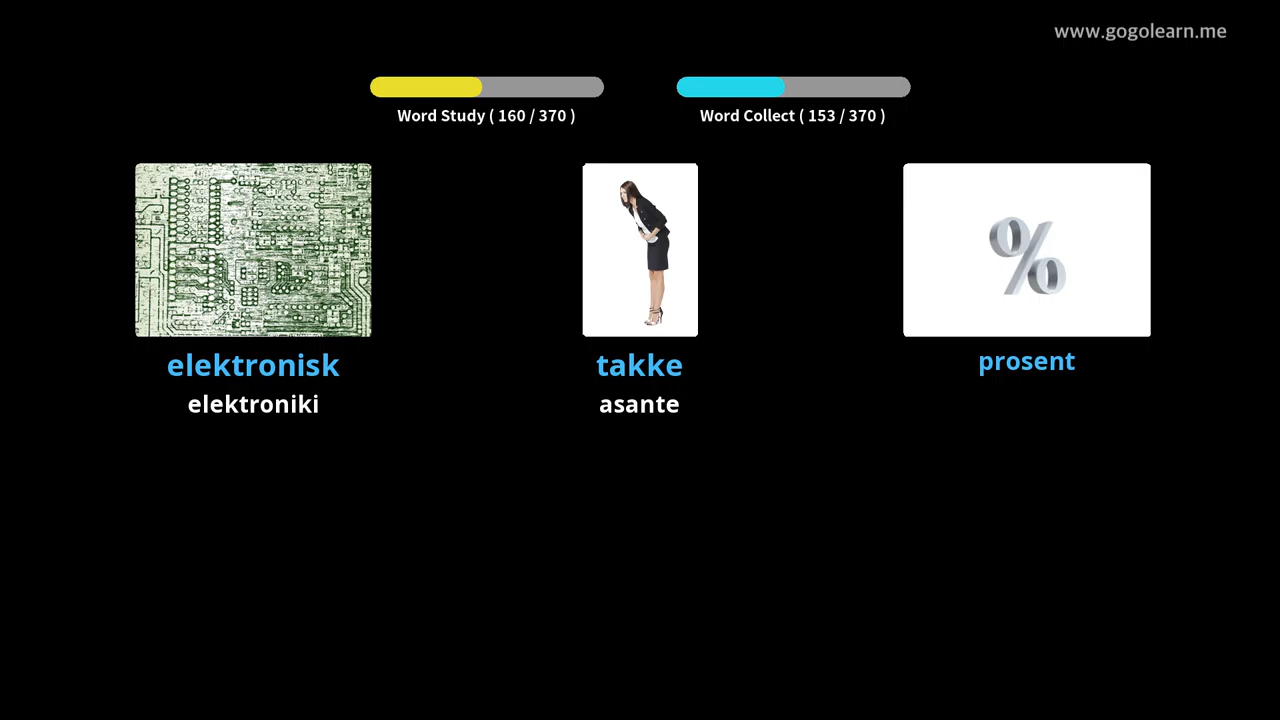 www.gogolearn.me
Word Study ( 160 / 370 )
Word Collect ( 153 / 370 )
%
elektronisk
takke
prosent
elektroniki
asante